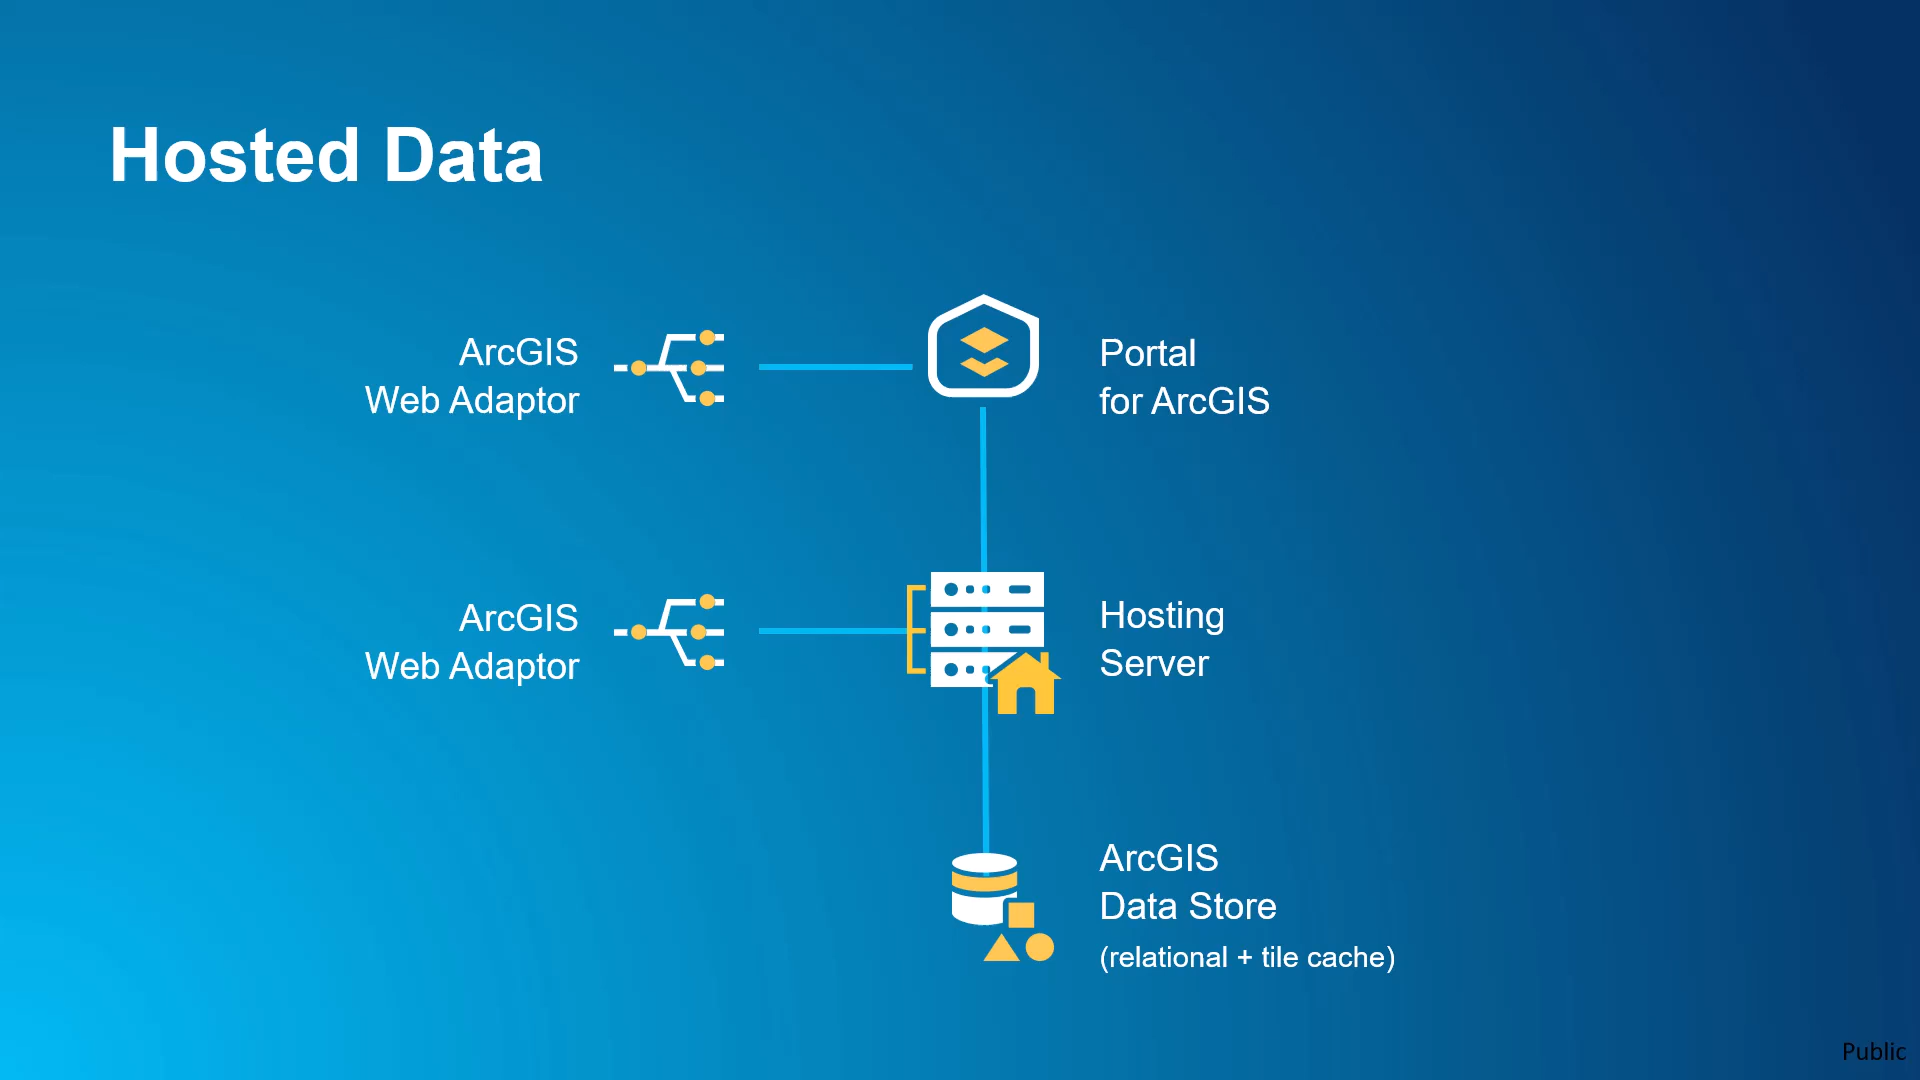 Hosted Data
ArcGIS
Web Adaptor
Portal
for ArcGIS
ArcGIS
Web Adaptor
Hosting
Server
ArcGIS
Data Store
(relational + tile cache)
Public